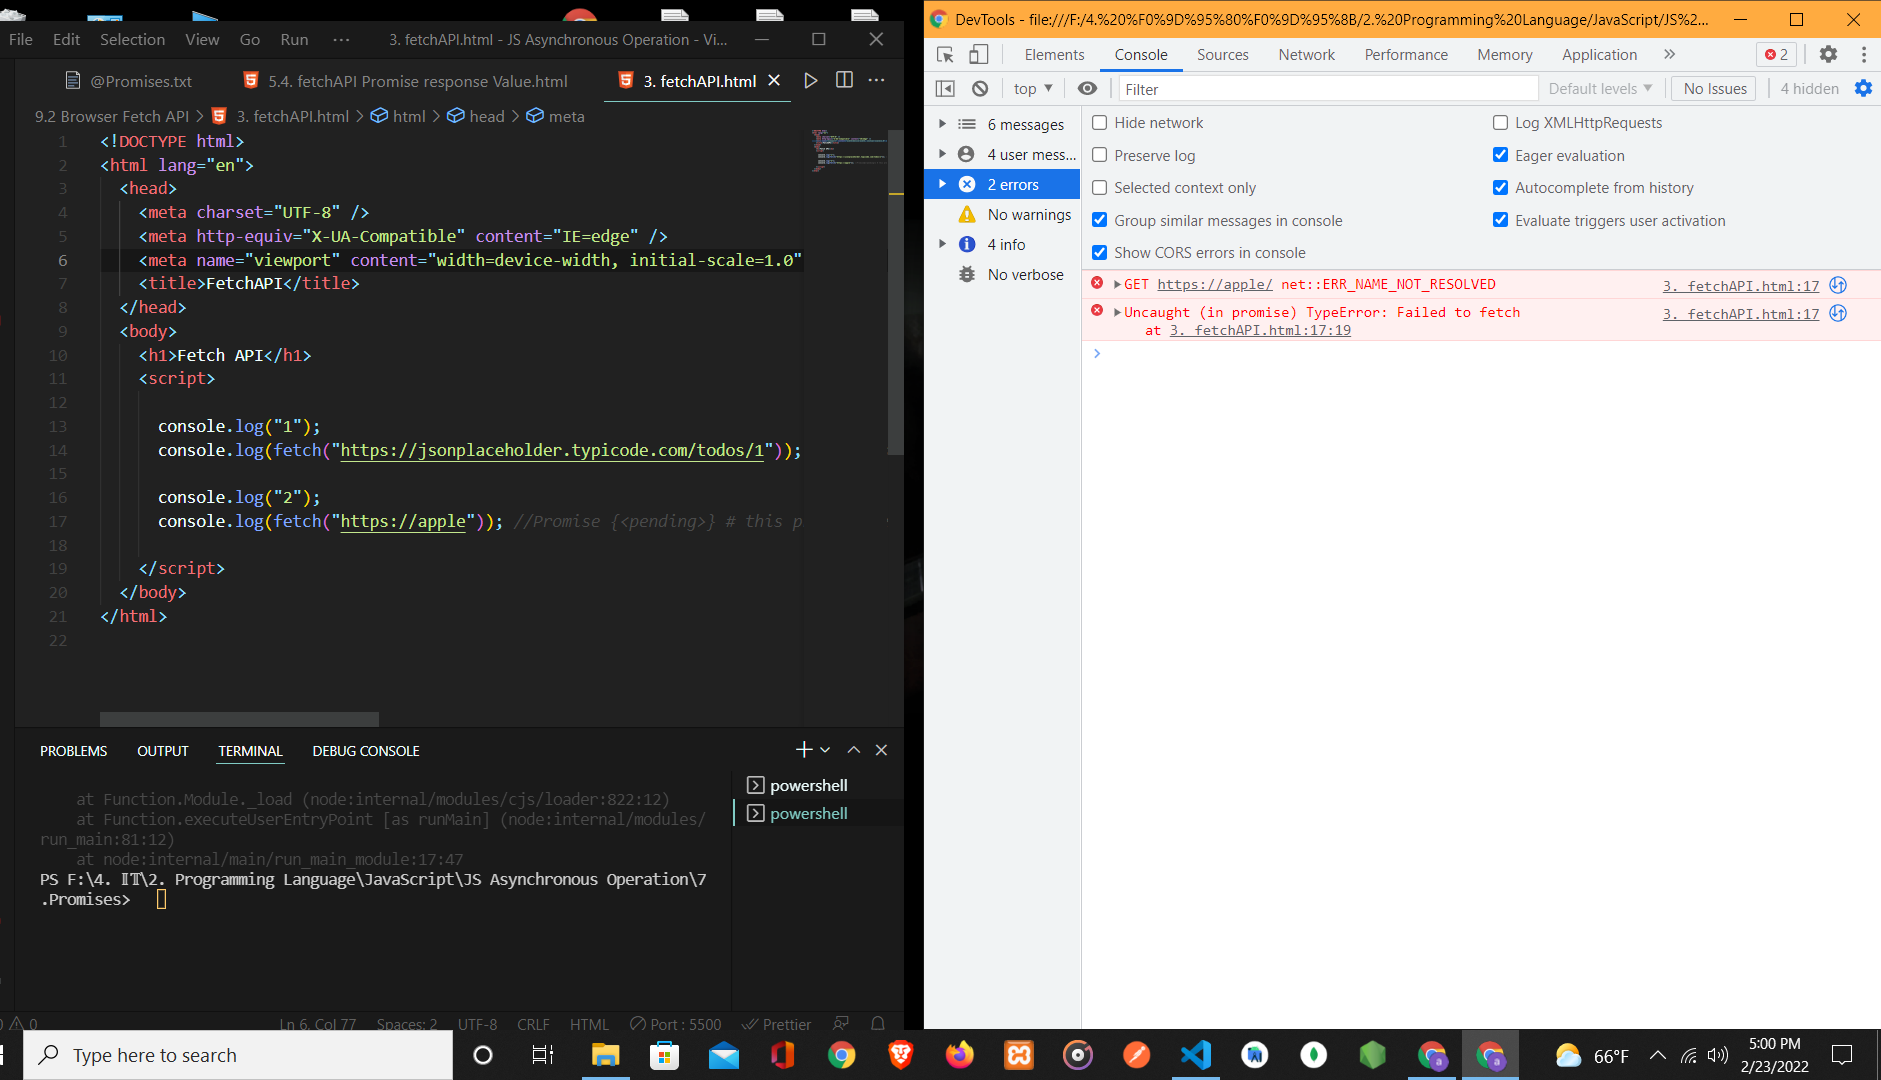 File Edit Selection View Go Run ··· 3. fetchAPI.html - JS Asynchronous Operation - Vi...
@Promises.txt 5.4. fetchAPI Promise response Value.html 3. fetchAPI.html
9.2 Browser Fetch API > 3. fetchAPI.html > html > head > meta
1 <!DOCTYPE html>
2 <html lang="en">
3 <head>
4 <meta charset="UTF-8" />
5 <meta http-equiv="X-UA-Compatible" content="IE=edge" />
6 <meta name="viewport" content="width=device-width, initial-scale=1.0"
7 <title>FetchAPI</title>
8 </head>
9 <body>
10 <h1>Fetch API</h1>
11 <script>
12
13 console.log("1");
14 console.log(fetch("https://jsonplaceholder.typicode.com/todos/1"));
15
16 console.log("2");
17 console.log(fetch("https://apple")); //Promise {<pending>} # this p
18
19 </script>
20 </body>
21 </html>
22
PROBLEMS OUTPUT TERMINAL DEBUG CONSOLE
at Function.Module._load (node:internal/modules/cjs/loader:822:12)
at Function.executeUserEntryPoint [as runMain] (node:internal/modules/
run_main:81:12)
at node:internal/main/run_main_module:17:47
PS F:\4. 𝕀𝕋\2. Programming Language\JavaScript\JS Asynchronous Operation\7
.Promises>
powershell
powershell
0 Ln 6, Col 77 Spaces: 2 UTF-8 CRLF HTML Port : 5500 Prettier
DevTools - file:///F:/4.%20%F0%9D%95%80%F0%9D%95%8B/2.%20Programming%20Language/JavaScript/JS%2...
Elements Console Sources Network Performance Memory Application » 2
top Filter Default levels No Issues 4 hidden
6 messages
4 user mess...
2 errors
No warnings
4 info
No verbose
Hide network Log XMLHttpRequests
Preserve log Eager evaluation
Selected context only Autocomplete from history
Group similar messages in console Evaluate triggers user activation
Show CORS errors in console
GET https://apple/ net::ERR_NAME_NOT_RESOLVED 3. fetchAPI.html:17
Uncaught (in promise) TypeError: Failed to fetch 3. fetchAPI.html:17
at 3. fetchAPI.html:17:19
Type here to search
66°F
5:00 PM
2/23/2022